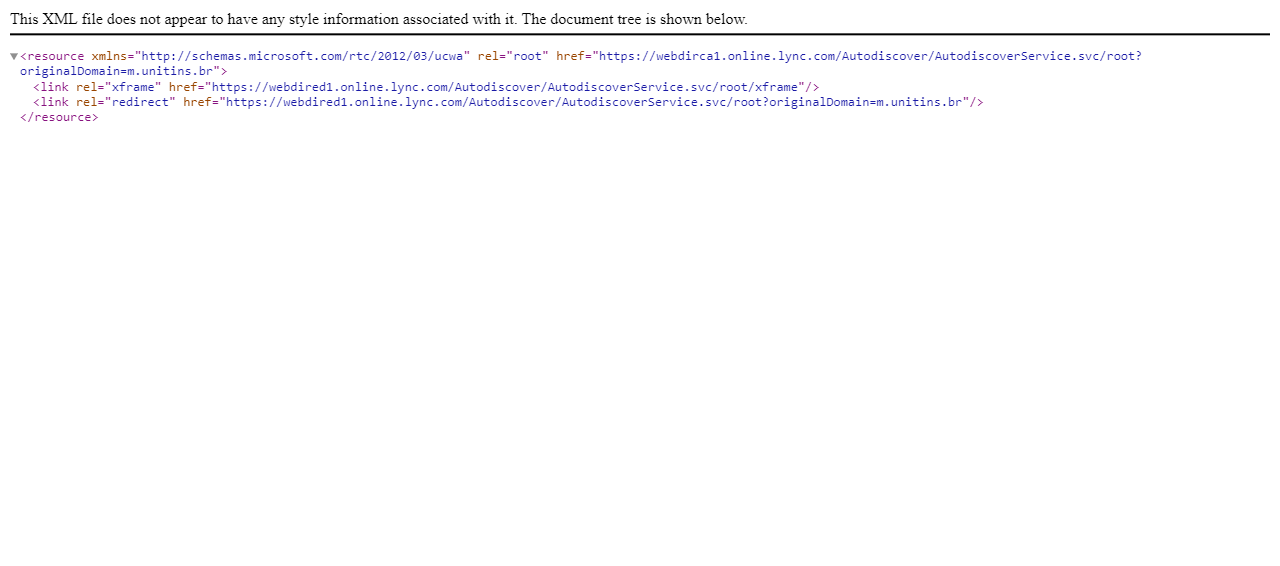 This XML file does not appear to have any style information associated with it. The document tree is shown below.
▼<resource xmlns="http://schemas.microsoft.com/rtc/2012/03/ucwa" rel="root" href="https://webdirca1.online.lync.com/Autodiscover/AutodiscoverService.svc/root?
originalDomain=m.unitins.br">
<link rel="xframe" href="https://webdired1.online.lync.com/Autodiscover/AutodiscoverService.svc/root/xframe"/>
<link rel="redirect" href="https://webdired1.online.lync.com/Autodiscover/AutodiscoverService.svc/root?originalDomain=m.unitins.br"/>
</resource>